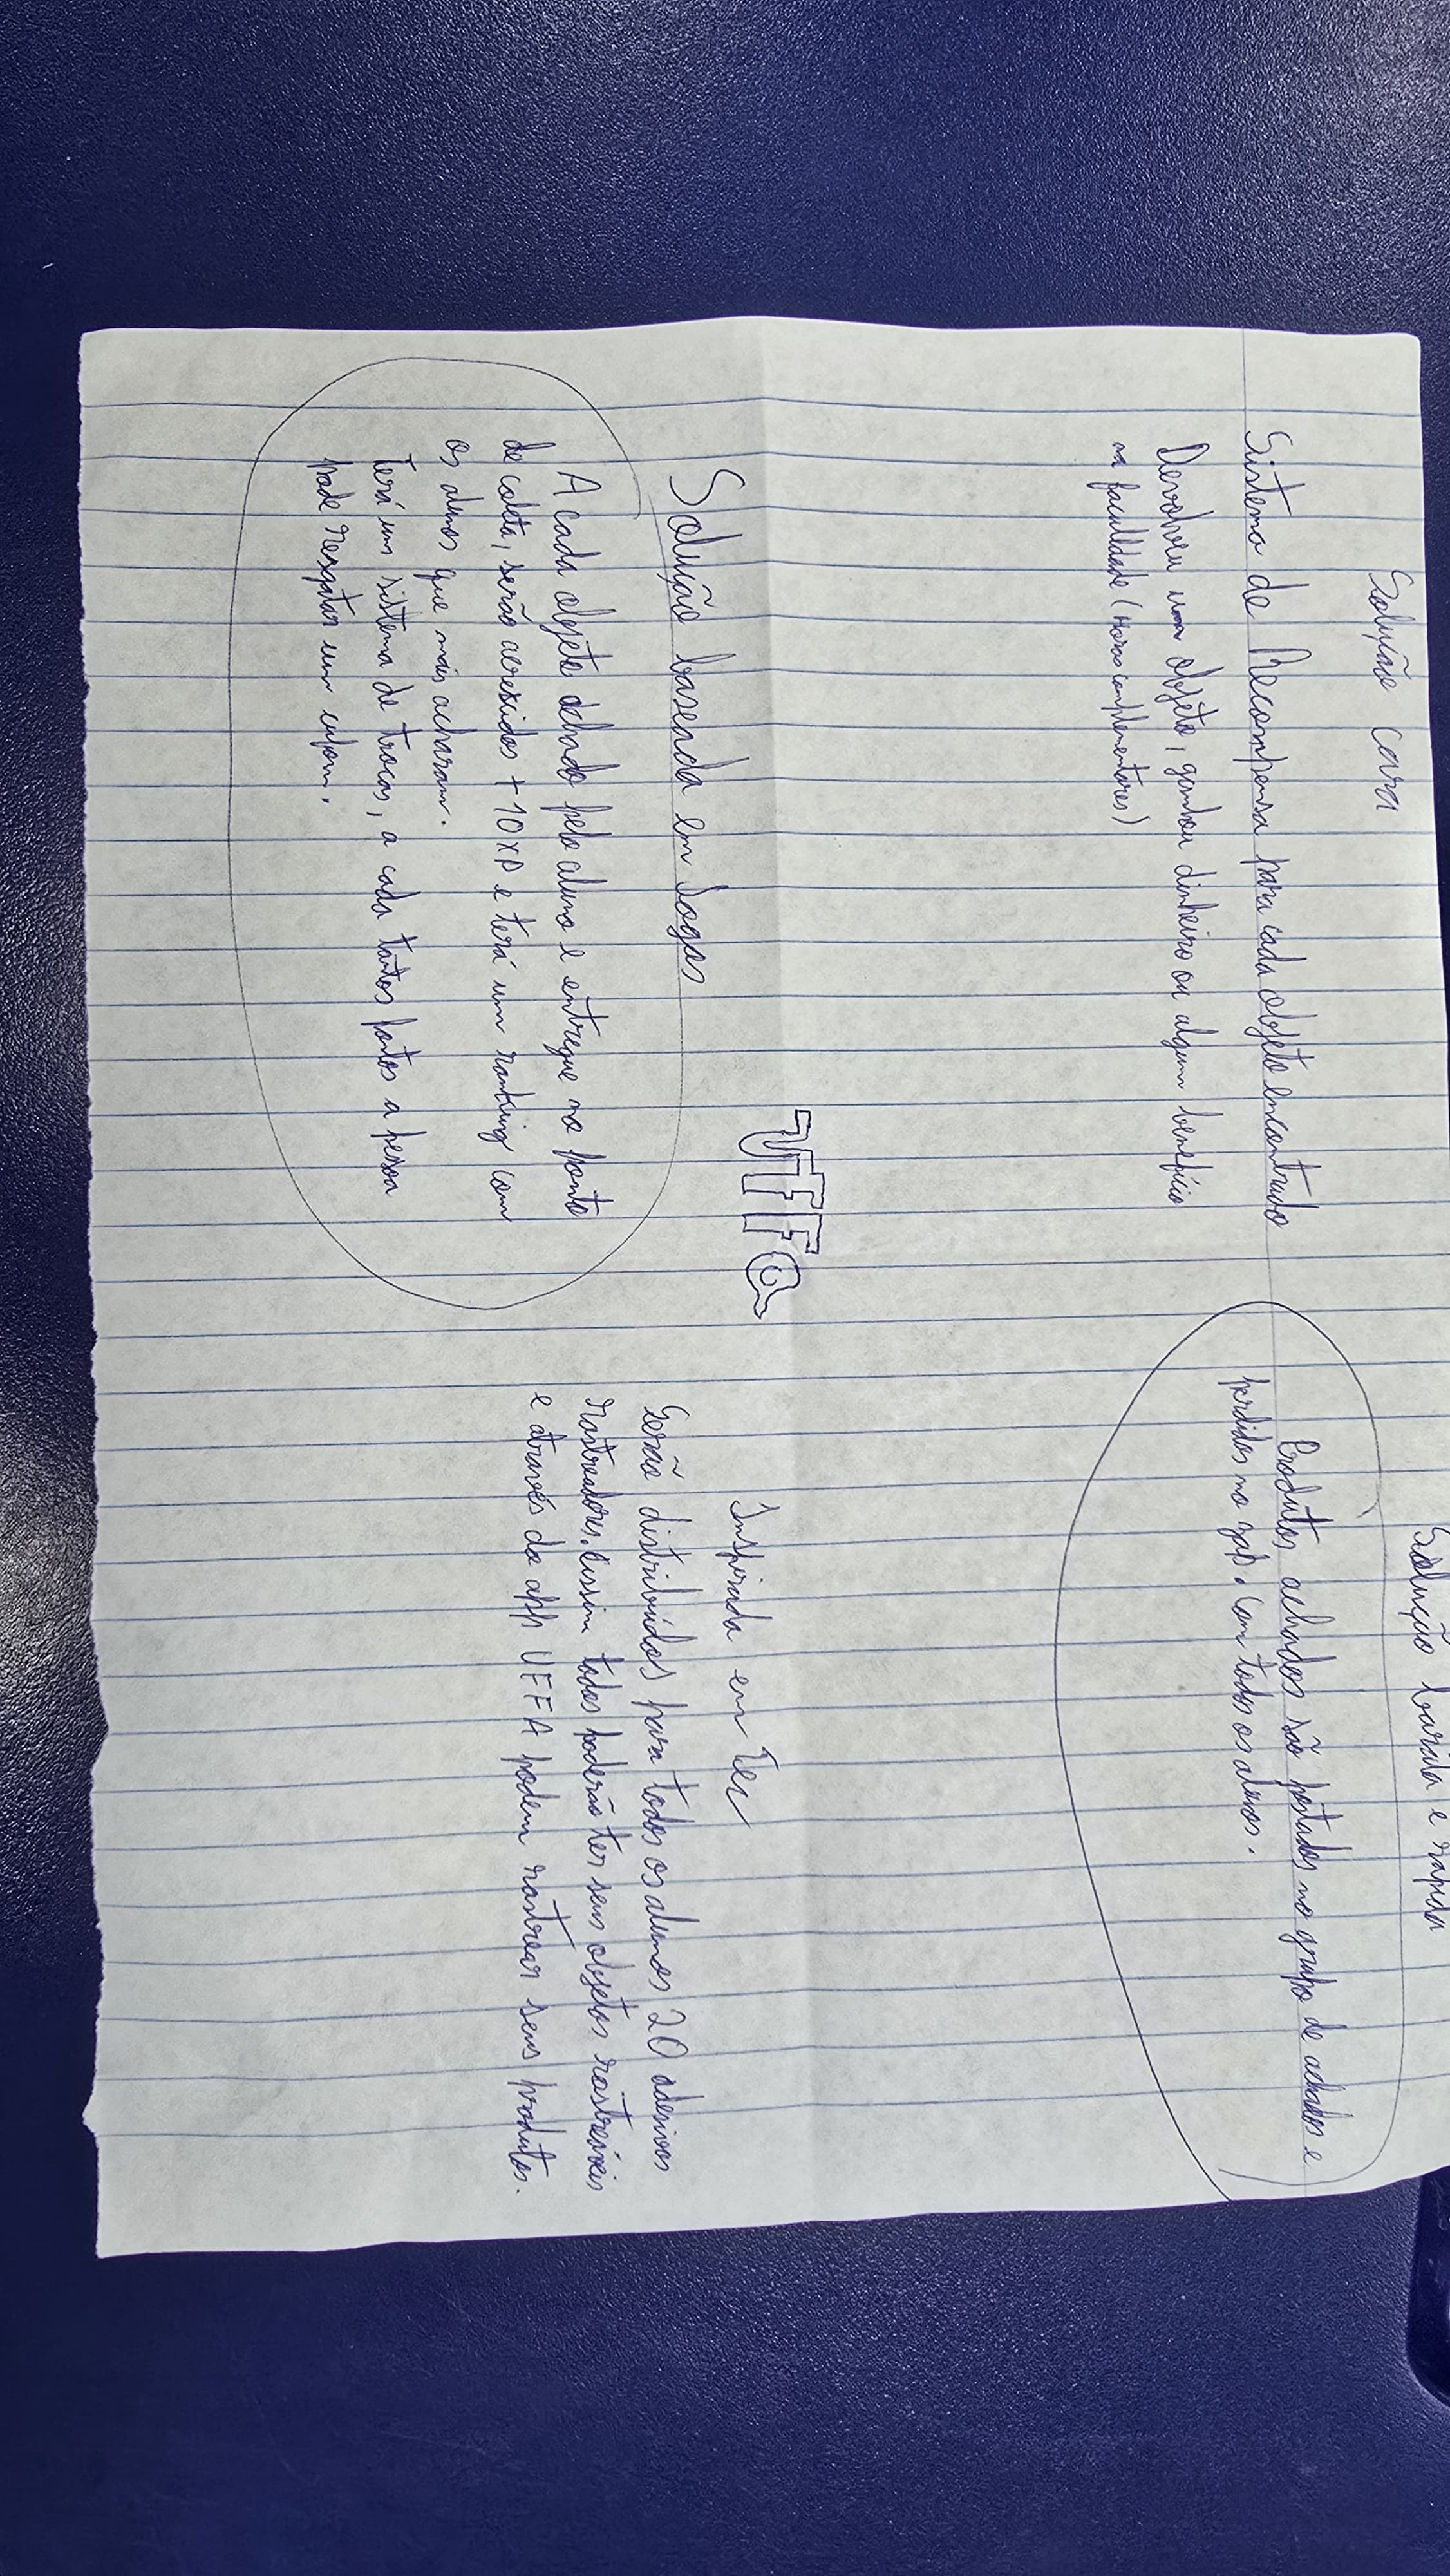 Solução cara
Sistema de Recompensa para cada objeto encontrado
Devolveu um objeto, ganhou dinheiro ou algum benefício
na faculdade (Horas complementares)
Solução barata e rapida
Produtos achados são postados no grupo de achados e
perdidos no zap. Com todos os alunos.
UFFA
Solução baseada em Jogos
A cada objeto achado pelo aluno e entregue no ponto
de coleta, serão acrescidos +10XP e terá um ranking com
os alunos que mais acharam.
Terá um sistema de trocas, a cada tantos pontos a pessoa
pode resgatar um cupom.
Inspirada em Tec
Serão distribuídos para todos os alunos 20 adesivos
rastreadores. Assim todos poderão ter seus objetos rastreáveis
e através do app UFFA podem rastrear seus produtos.